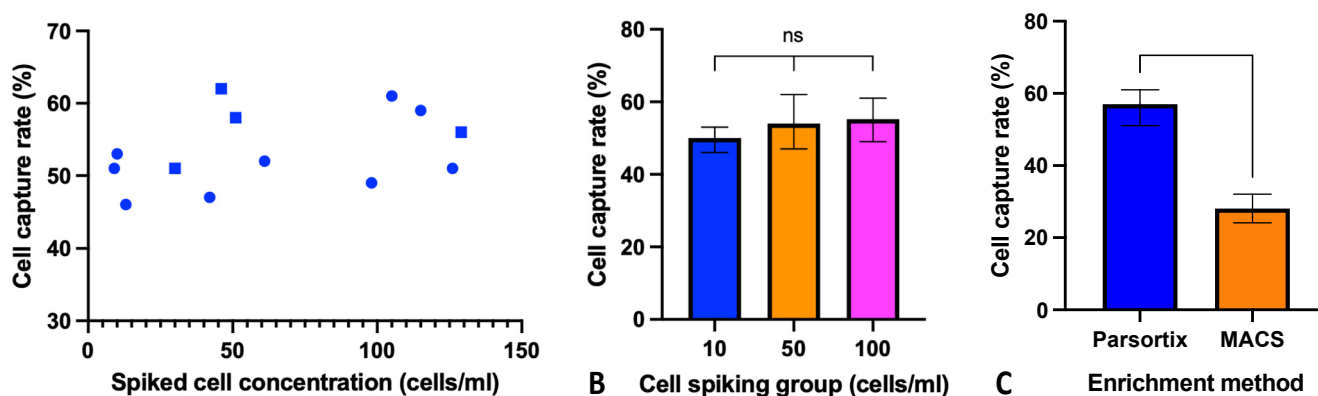 Cell capture rate (%)
70
60
50
40
30
0 50 100 150
Spiked cell concentration (cells/ml)
Cell capture rate (%)
80
60
40
20
0
ns
10 50 100
B Cell spiking group (cells/ml)
Cell capture rate (%)
80
60
40
20
0
Parsortix MACS
C Enrichment method